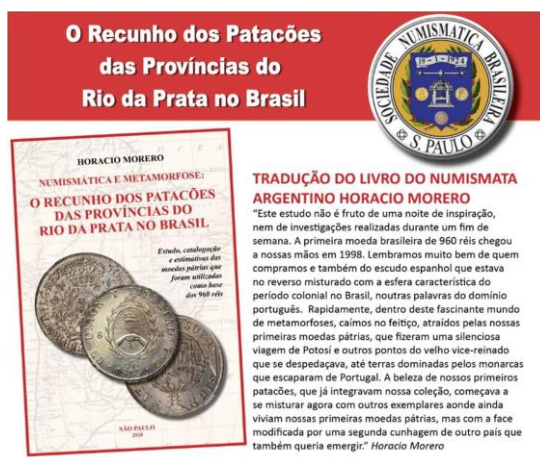 O Recunho dos Patacões
das Províncias do
Rio da Prata no Brasil
SOCIEDADE NUMISMATICA BRASILEIRA
19 1924
S. PAULO
HORACIO MORERO
NUMISMÁTICA E METAMORFOSE:
O RECUNHO DOS PATACÕES
DAS PROVÍNCIAS DO
RIO DA PRATA NO BRASIL
Estudo, catalogação
e estimativas das
moedas pátrias que
foram utilizadas
como base
dos 960 réis
SÃO PAULO
2018
TRADUÇÃO DO LIVRO DO NUMISMATA
ARGENTINO HORACIO MORERO
"Este estudo não é fruto de uma noite de inspiração,
nem de investigações realizadas durante um fim de
semana. A primeira moeda brasileira de 960 réis chegou
a nossas mãos em 1998. Lembramos muito bem de quem
compramos e também do escudo espanhol que estava
no reverso misturado com a esfera característica do
período colonial no Brasil, noutras palavras do domínio
português.  Rapidamente, dentro deste fascinante mundo
de metamorfoses, caímos no feitiço, atraídos pelas nossas
primeiras moedas pátrias, que fizeram uma silenciosa
viagem de Potosí e outros pontos do velho vice-reinado
que se despedaçava, até terras dominadas pelos monarcas
que escaparam de Portugal. A beleza de nossos primeiros
patacões, que já integravam nossa coleção, começava a
se misturar agora com outros exemplares aonde ainda
viviam nossas primeiras moedas pátrias, mas com a face
modificada por uma segunda cunhagem de outro país que
também queria emergir." Horacio Morero